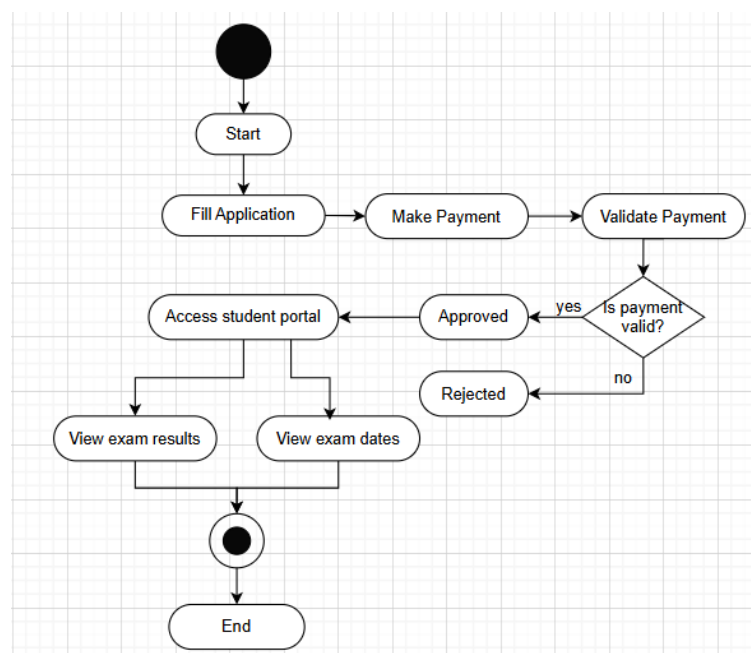 Start
Fill Application
Make Payment
Validate Payment
Is payment
valid?
yes
Approved
Access student portal
no
Rejected
View exam results
View exam dates
End